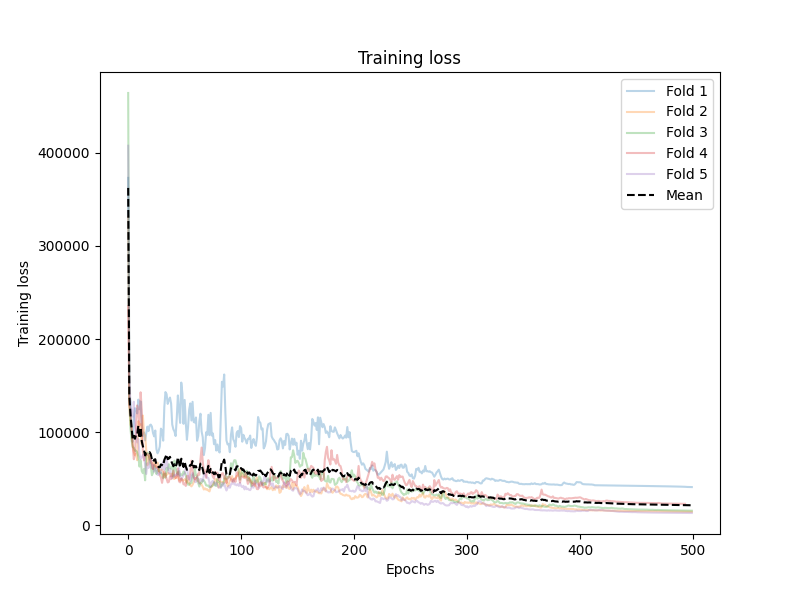 Training loss
Fold 1
Fold 2
Fold 3
Fold 4
Fold 5
Mean
Training loss
400000
300000
200000
100000
0
0 100 200 300 400 500
Epochs